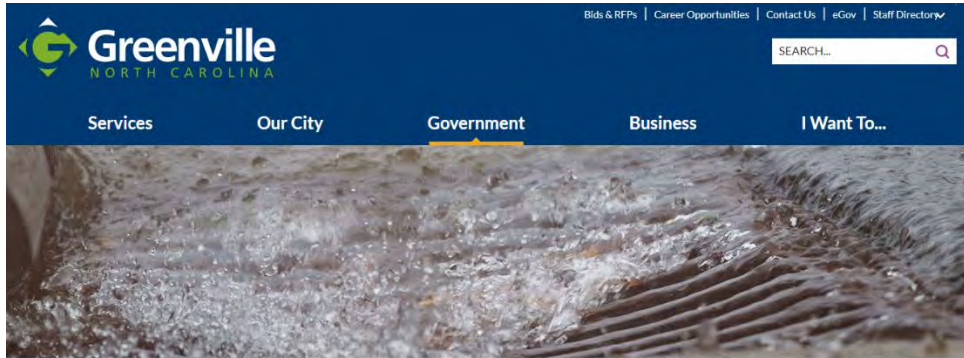 Bids & RFPs | Career Opportunities | Contact Us | eGov | Staff Directory
Greenville
NORTH CAROLINA
SEARCH...
Services Our City Government Business I Want To...